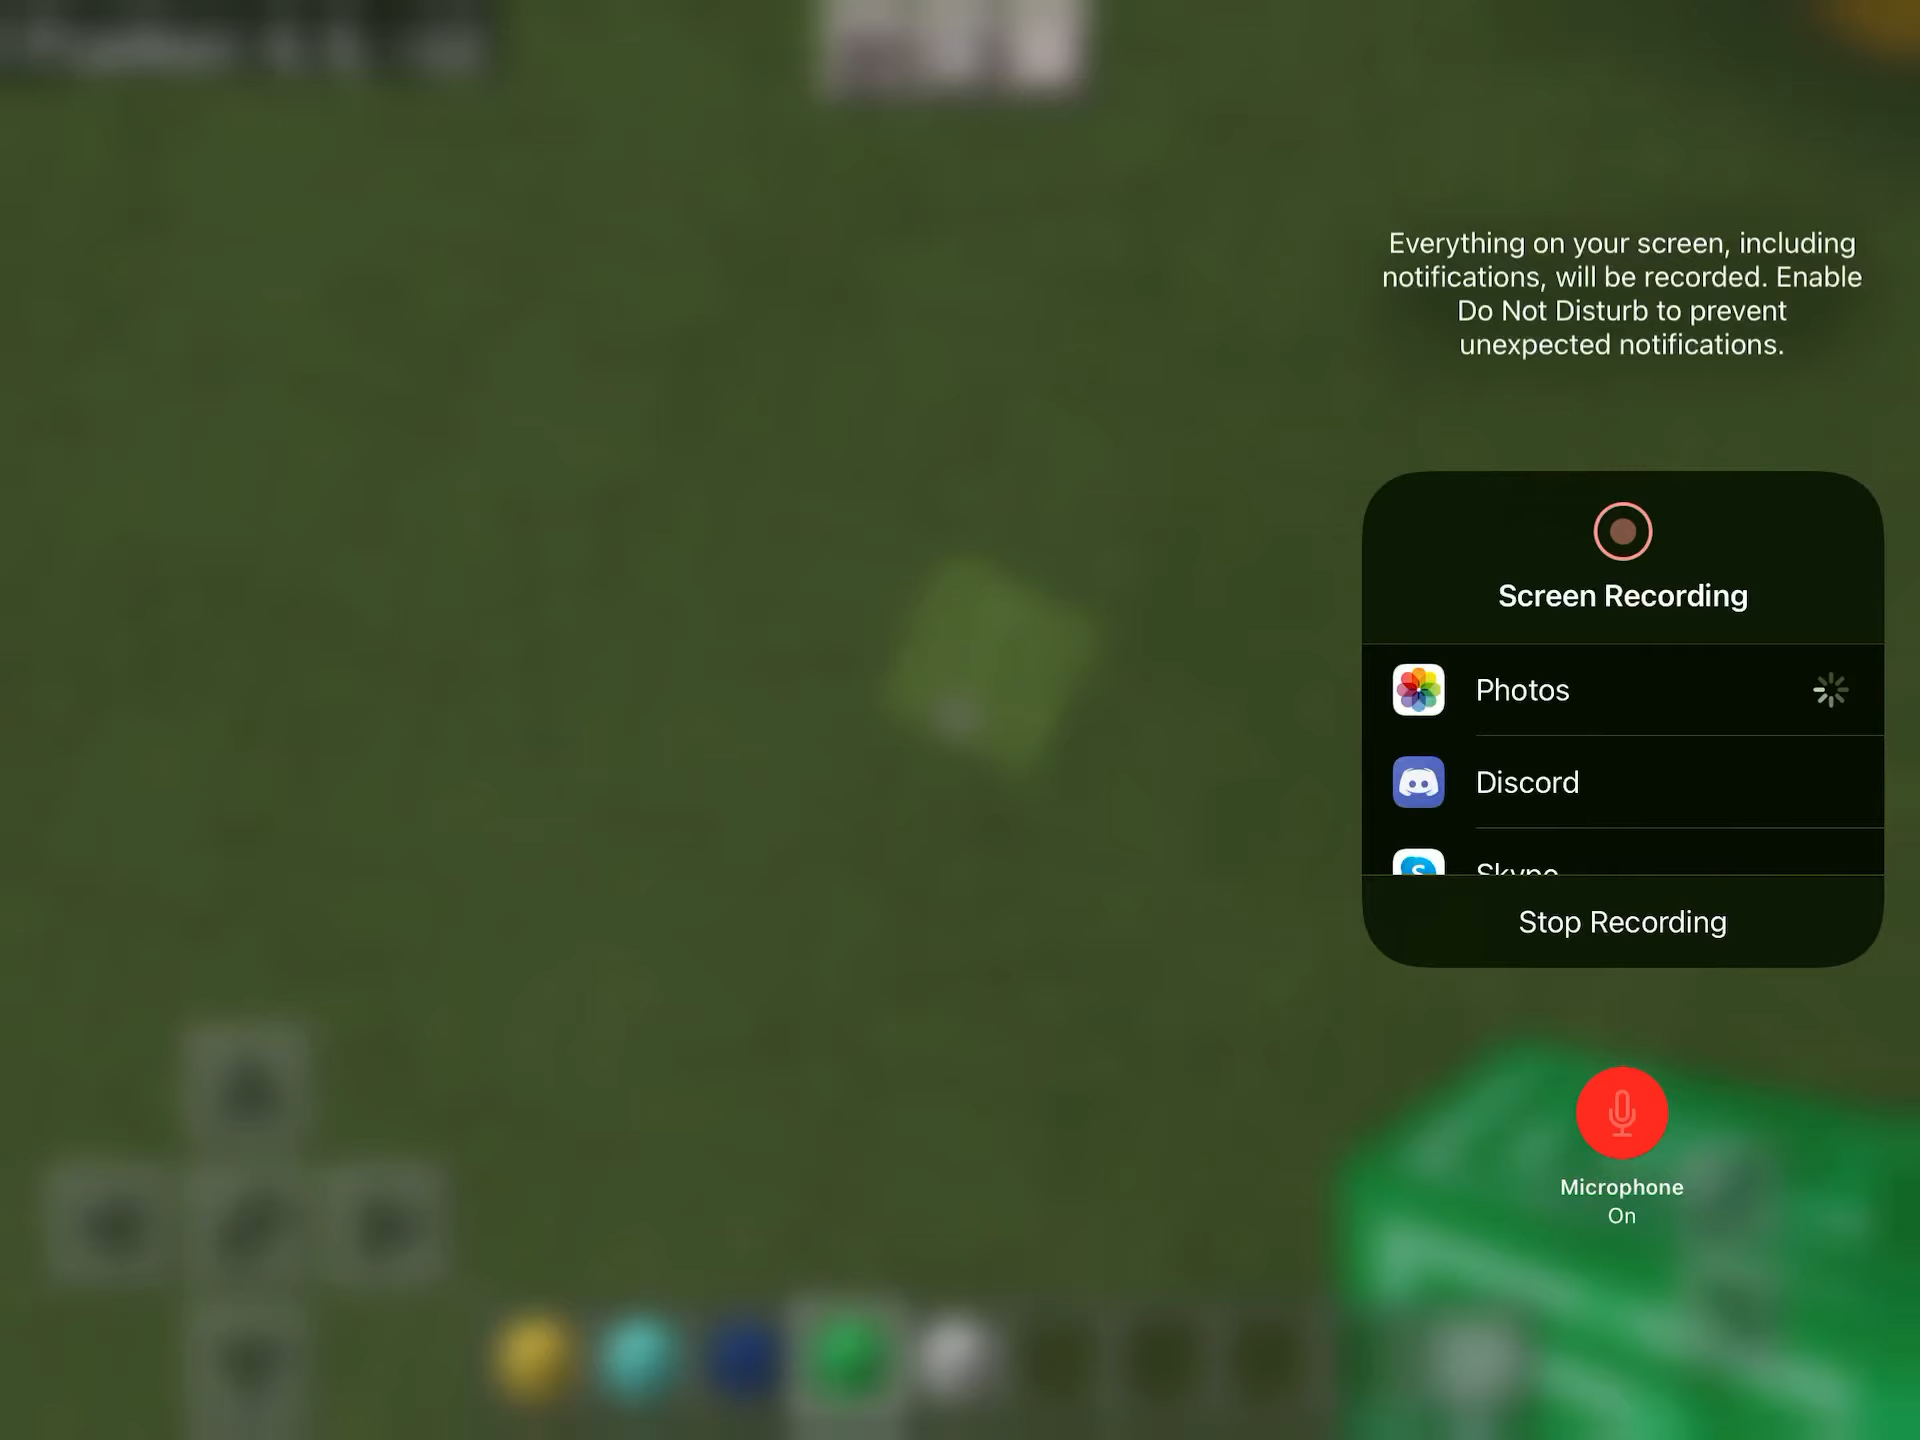 Everything on your screen, including
notifications, will be recorded. Enable
Do Not Disturb to prevent
unexpected notifications.
Screen Recording
Photos
Discord
Skype
Stop Recording
Microphone
On